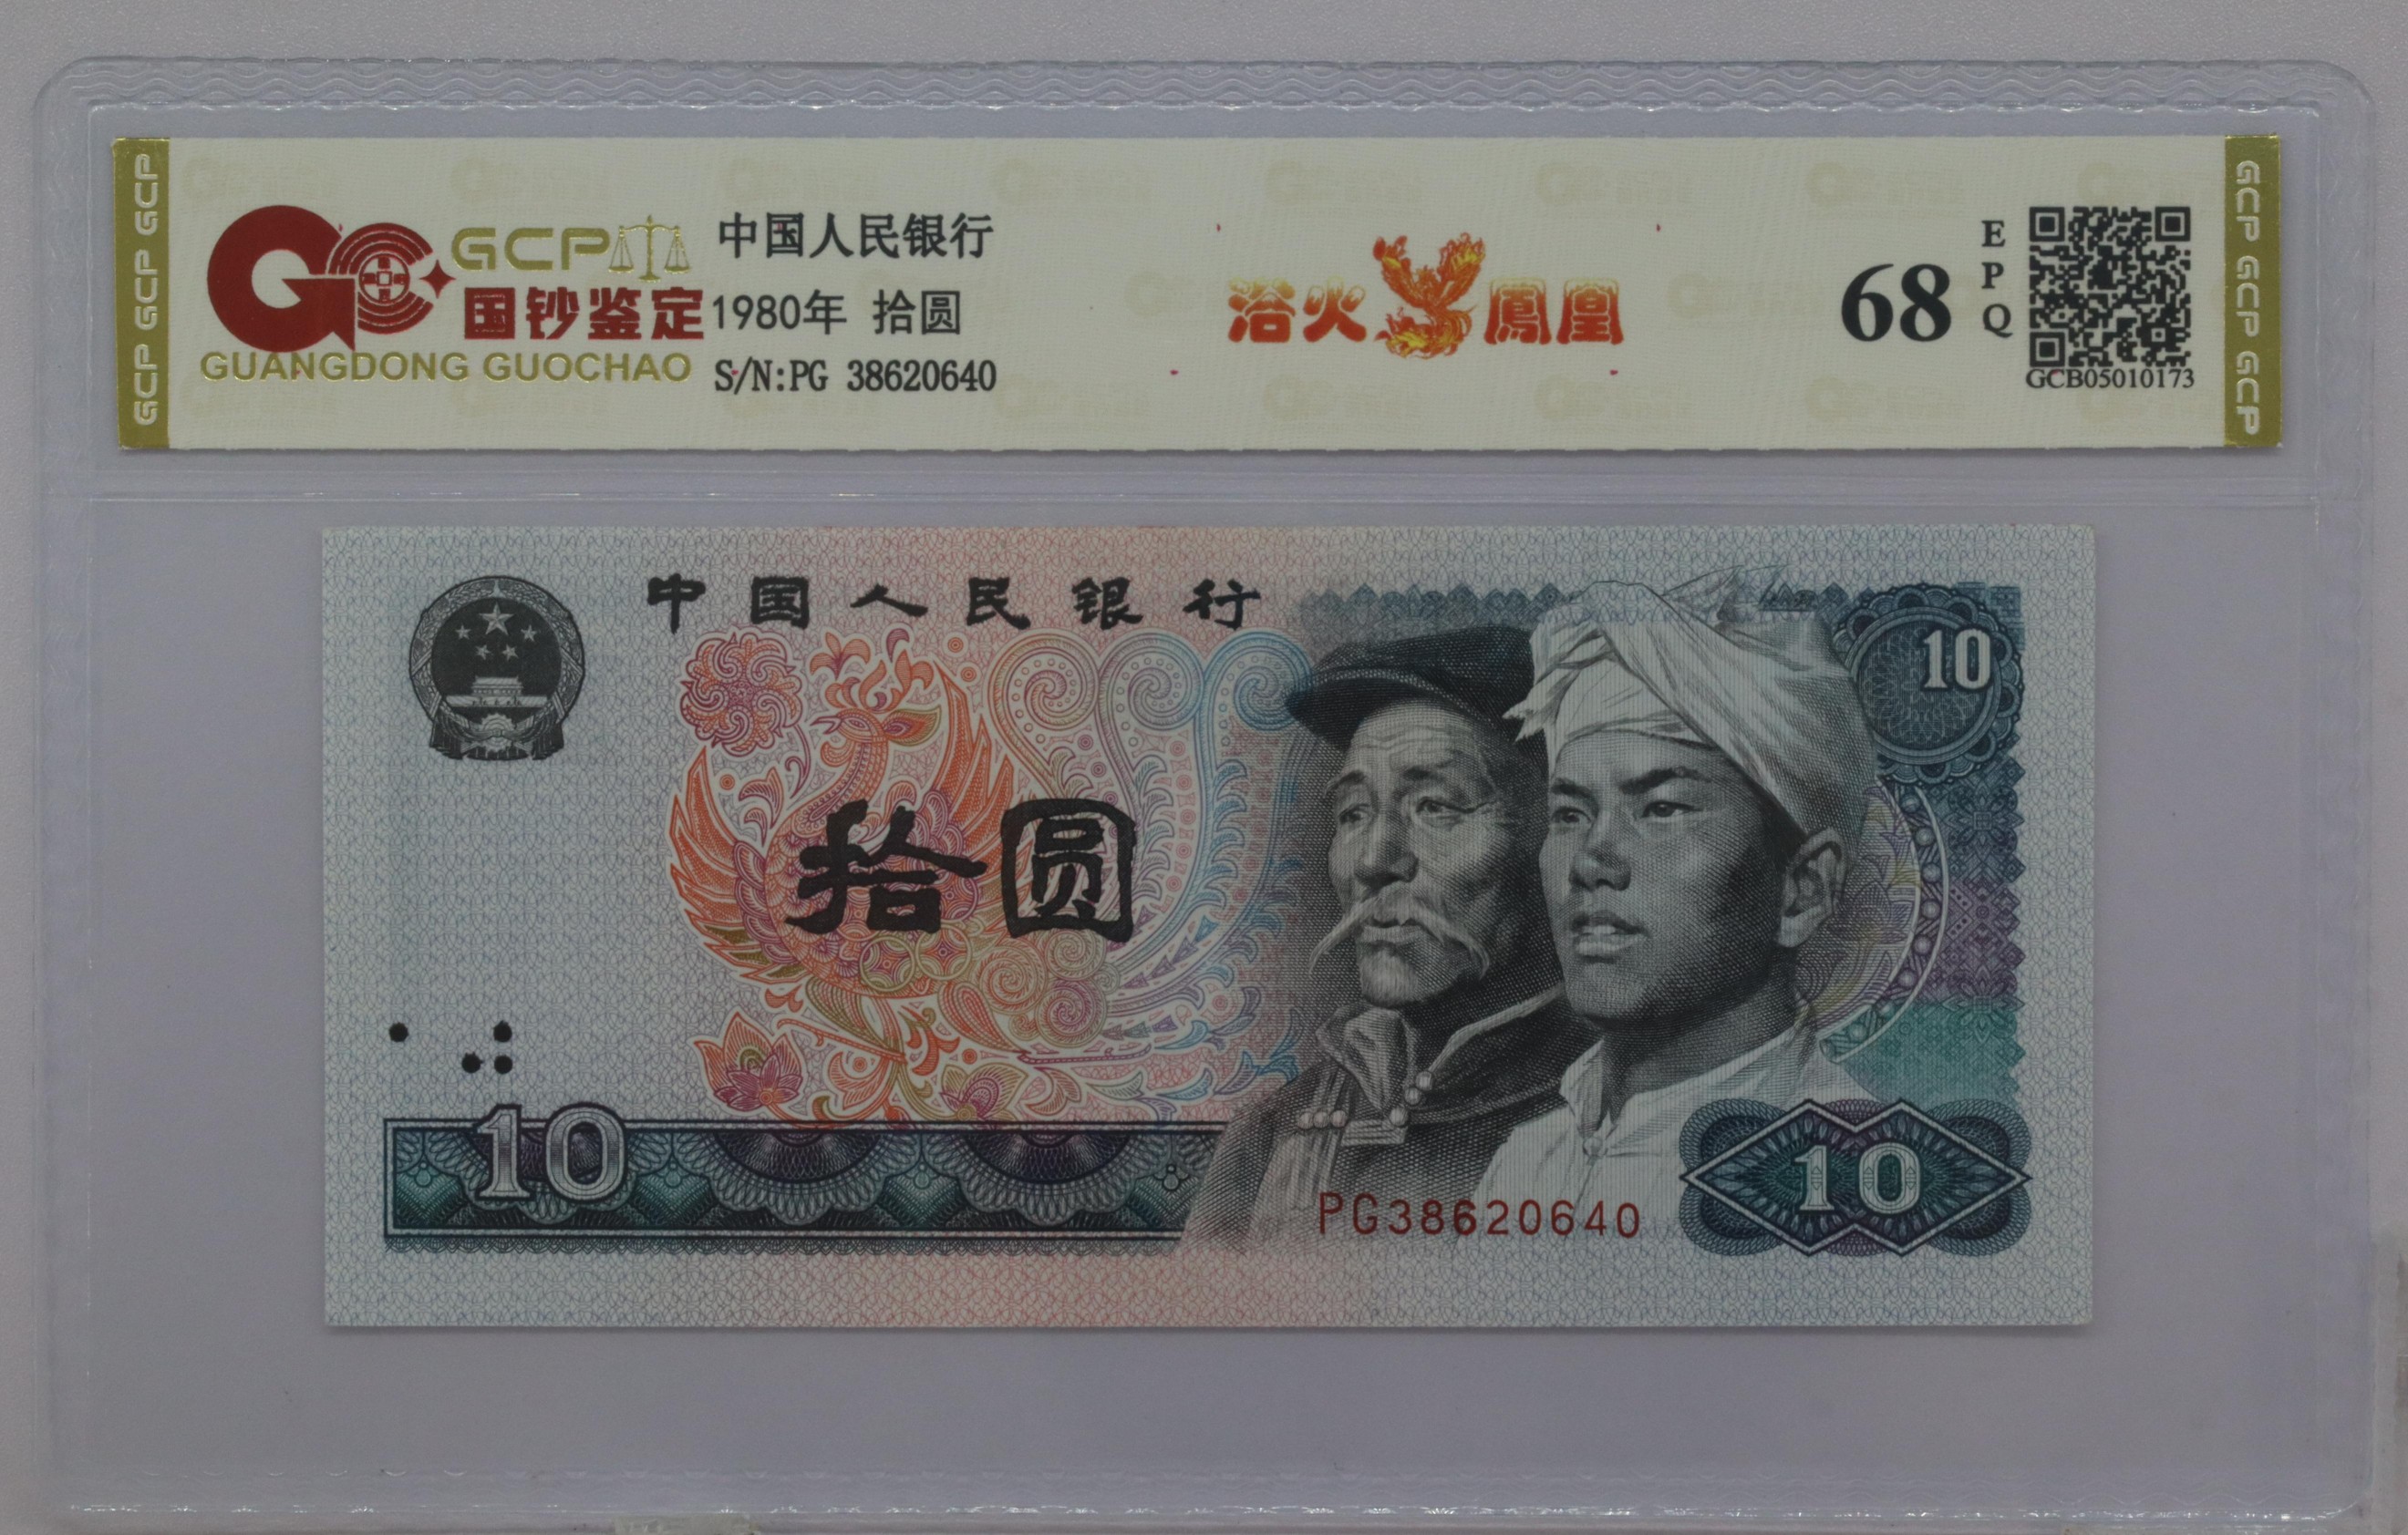 GCP GCP GCP
GCP
国钞鉴定
GUANGDONG GUOCHAO
中国人民银行
1980年 拾圆
S/N:PG 38620640
浴火鳳凰
68
EPQ
GCB05010173
GCP GCP GCP
中国人民银行
10
拾圆
10
PG38620640
10